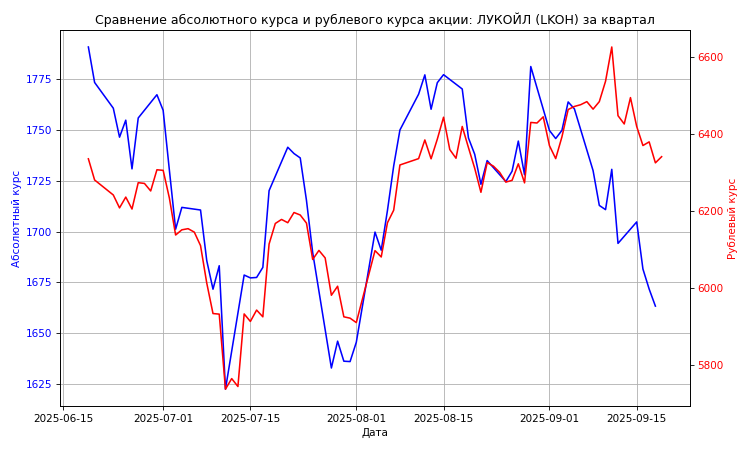 Сравнение абсолютного курса и рублевого курса акции: ЛУКОЙЛ (LKOH) за квартал
1775
1750
1725
1700
1675
1650
1625
Абсолютный курс
6600
6400
6200
6000
5800
Рублевый курс
2025-06-15 2025-07-01 2025-07-15 2025-08-01 2025-08-15 2025-09-01 2025-09-15
Дата